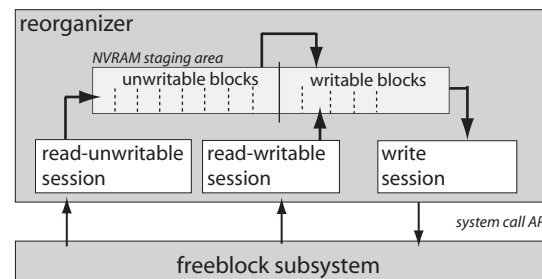 reorganizer
NVRAM staging area
unwritable blocks
writable blocks
read-unwritable
session
read-writable
session
write
session
system call AP
freeblock subsystem